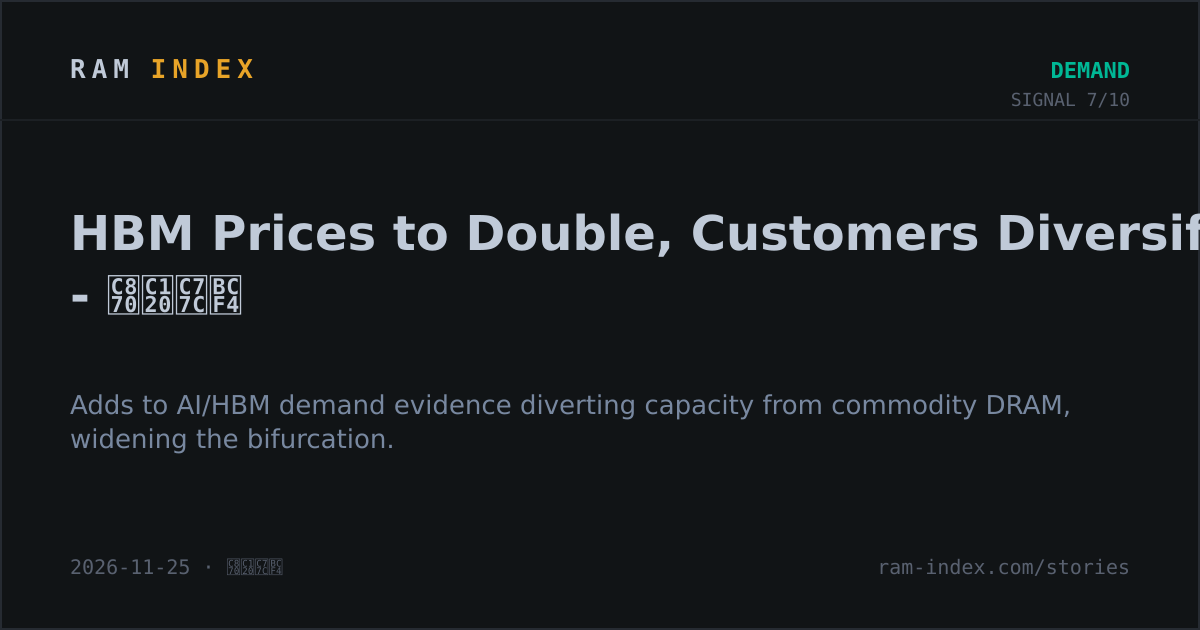 RAM INDEX
DEMAND
SIGNAL 7/10
HBM Prices to Double, Customers Diversif
-
Adds to AI/HBM demand evidence diverting capacity from commodity DRAM,
widening the bifurcation.
2026-11-25 ·
ram-index.com/stories